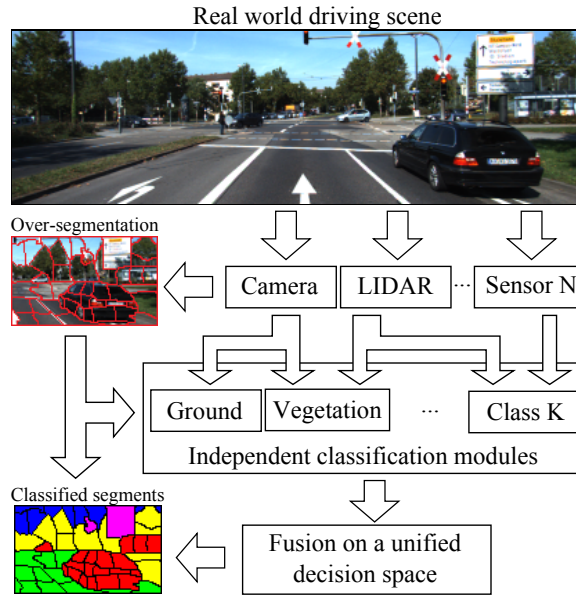 Real world driving scene
Over-segmentation
Camera
LIDAR
...
Sensor N
Ground
Vegetation
...
Class K
Independent classification modules
Classified segments
Fusion on a unified
decision space